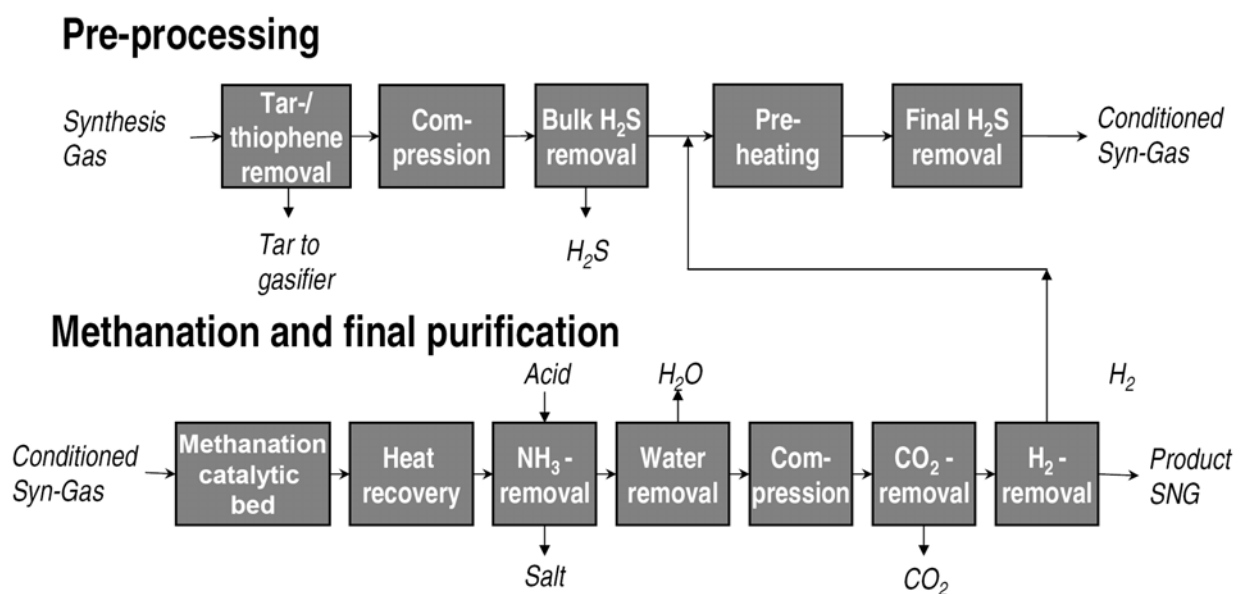 Pre-processing
Synthesis
Gas
Tar-/
thiophene
removal
Com-
pression
Bulk H₂S
removal
Pre-
heating
Final H₂S
removal
Conditioned
Syn-Gas
Tar to
gasifier
H₂S
Methanation and final purification
Acid
H₂O
H₂
Conditioned
Syn-Gas
Methanation
catalytic
bed
Heat
recovery
NH₃ -
removal
Water
removal
Com-
pression
CO₂ -
removal
H₂ -
removal
Product
SNG
Salt
CO₂